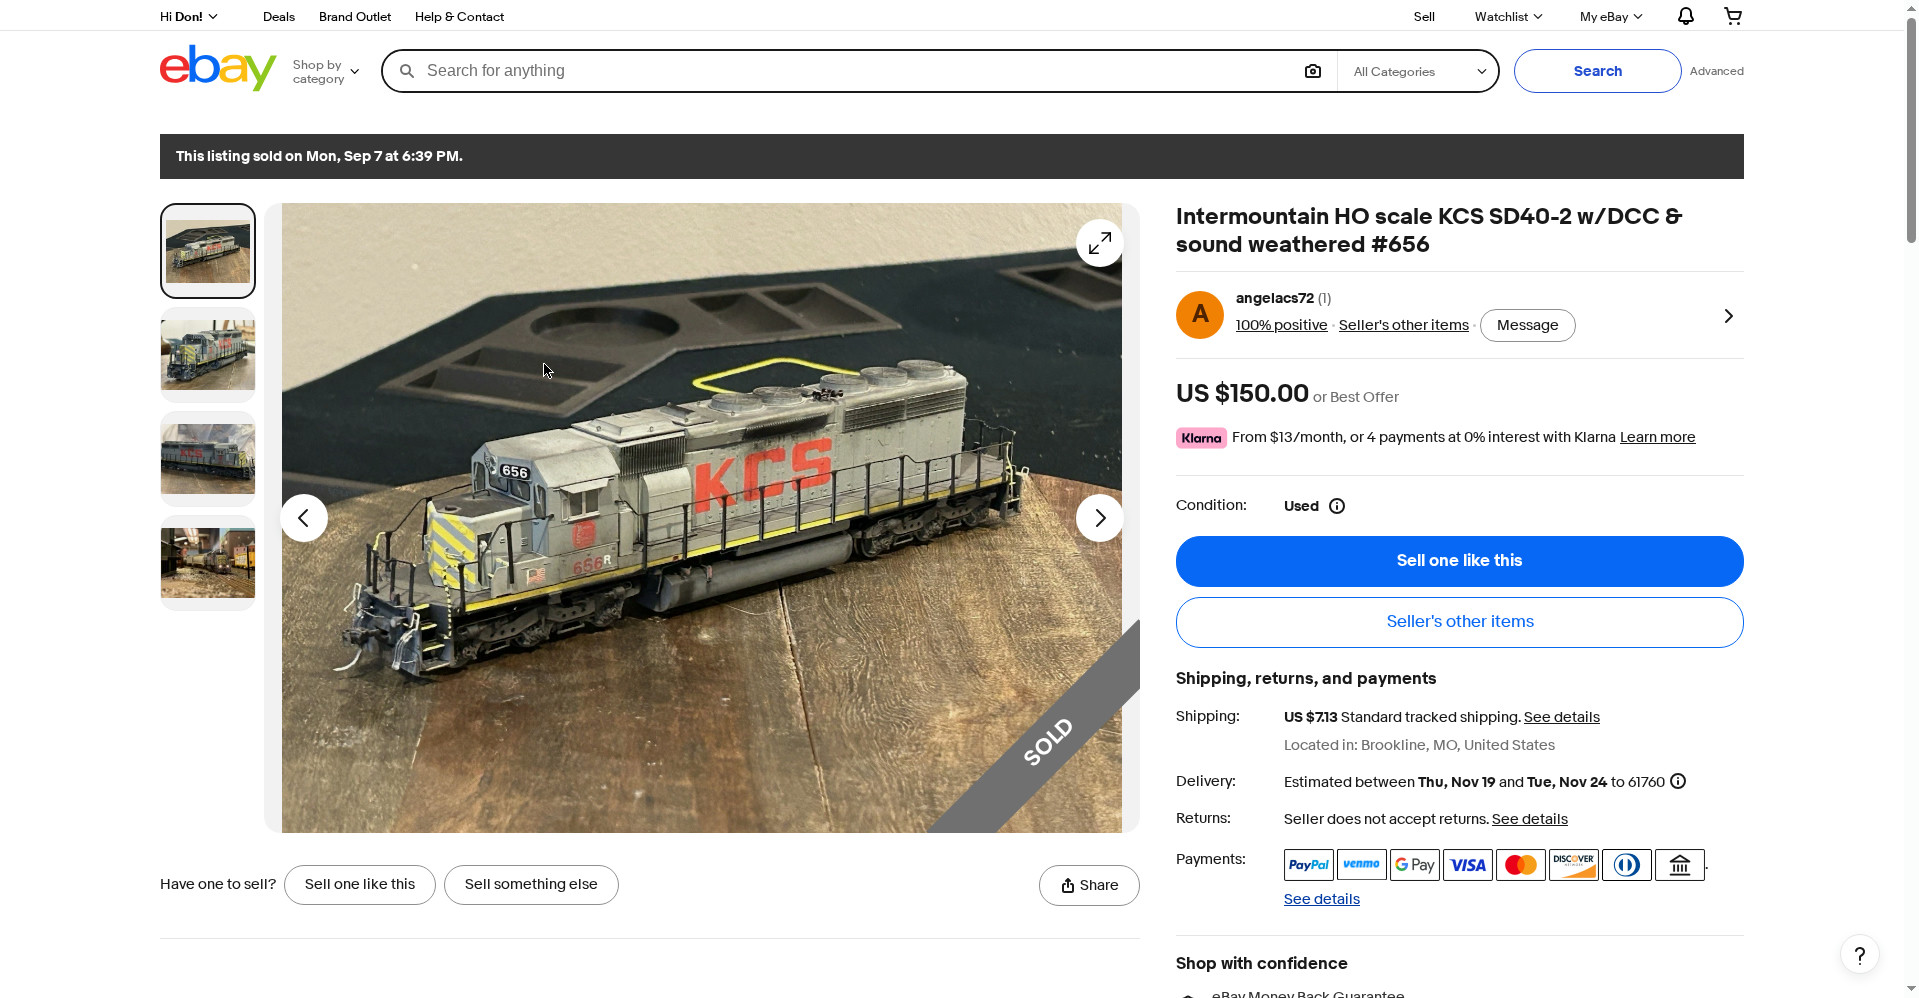 Hi Don!
Deals
Brand Outlet
Help & Contact
Sell
Watchlist
My eBay
ebay
Shop by
category
Search for anything
All Categories
Search
Advanced
This listing sold on Mon, Sep 7 at 6:39 PM.
656
KCS
656R
SOLD
Have one to sell?
Sell one like this
Sell something else
Share
Intermountain HO scale KCS SD40-2 w/DCC &
sound weathered #656
A
angelacs72 (1)
100% positive · Seller's other items · Message
US $150.00 or Best Offer
Klarna From $13/month, or 4 payments at 0% interest with Klarna Learn more
Condition: Used
Sell one like this
Seller's other items
Shipping, returns, and payments
Shipping: US $7.13 Standard tracked shipping. See details
Located in: Brookline, MO, United States
Delivery: Estimated between Thu, Nov 19 and Tue, Nov 24 to 61760
Returns: Seller does not accept returns. See details
Payments: PayPal venmo G Pay VISA DISCOVER .
See details
Shop with confidence
eBay Money Back Guarantee
?